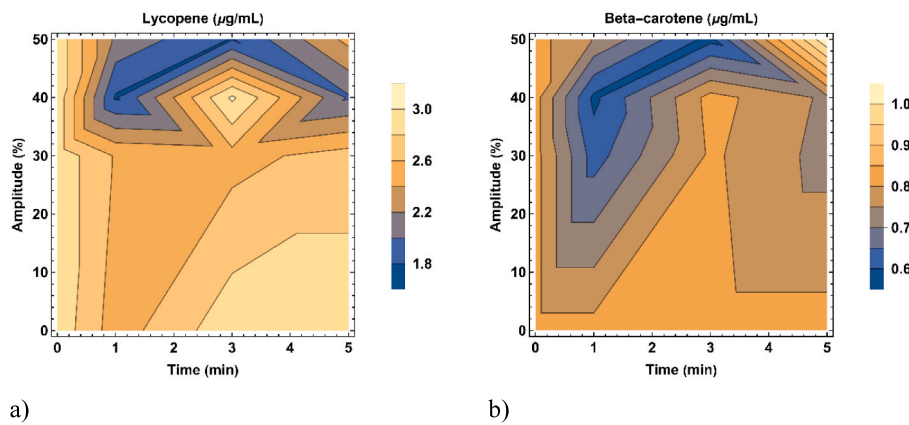 Lycopene (μg/mL)
Amplitude (%)
50
40
30
20
10
0
0 1 2 3 4 5
Time (min)
3.0
2.6
2.2
1.8
a)
Beta–carotene (μg/mL)
Amplitude (%)
50
40
30
20
10
0
0 1 2 3 4 5
Time (min)
1.0
0.9
0.8
0.7
0.6
b)